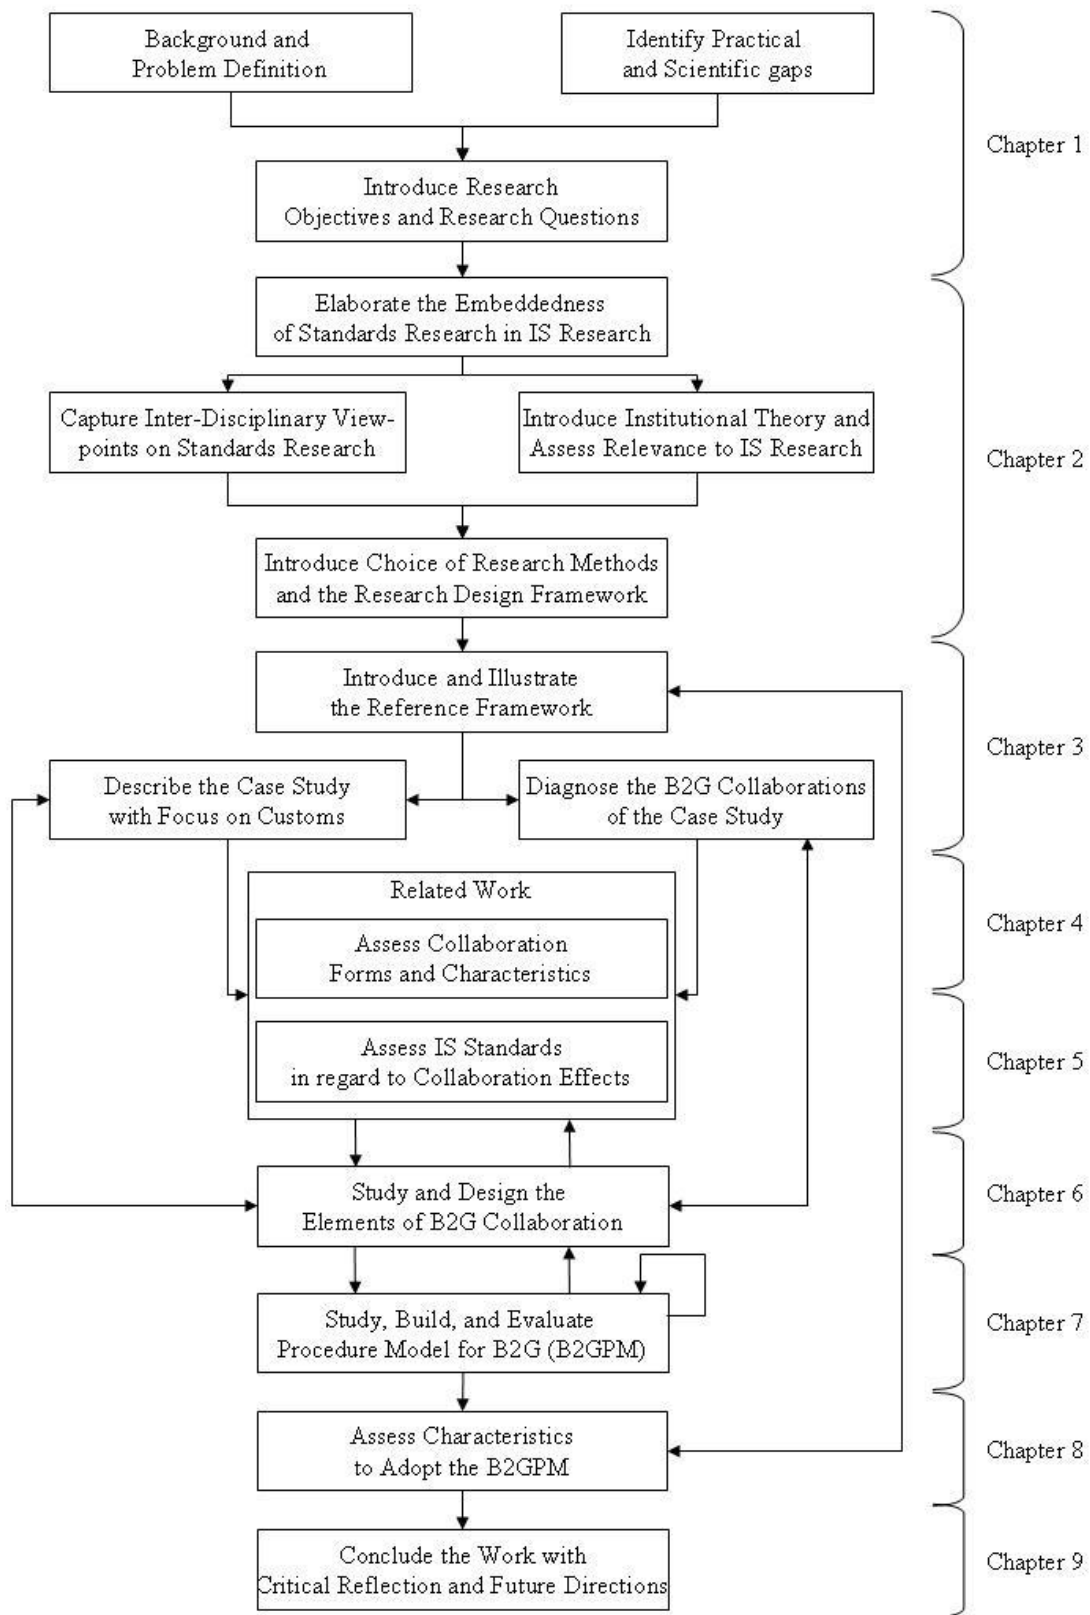 Background and
Problem Definition
Identify Practical
and Scientific gaps
Chapter 1
Introduce Research
Objectives and Research Questions
Elaborate the Embeddedness
of Standards Research in IS Research
Capture Inter-Disciplinary View-
points on Standards Research
Introduce Institutional Theory and
Assess Relevance to IS Research
Chapter 2
Introduce Choice of Research Methods
and the Research Design Framework
Introduce and Illustrate
the Reference Framework
Chapter 3
Describe the Case Study
with Focus on Customs
Diagnose the B2G Collaborations
of the Case Study
Related Work
Chapter 4
Assess Collaboration
Forms and Characteristics
Assess IS Standards
in regard to Collaboration Effects
Chapter 5
Study and Design the
Elements of B2G Collaboration
Chapter 6
Study, Build, and Evaluate
Procedure Model for B2G (B2GPM)
Chapter 7
Assess Characteristics
to Adopt the B2GPM
Chapter 8
Conclude the Work with
Critical Reflection and Future Directions
Chapter 9